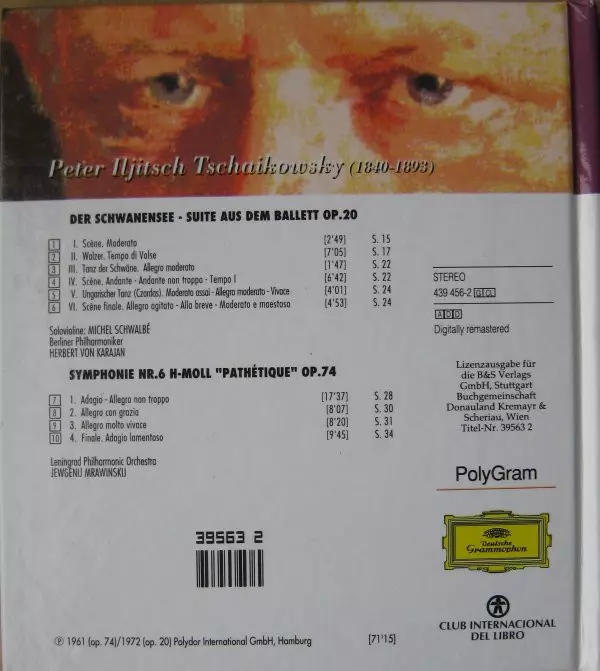 Peter Iljitsch Tschaikowsky (1840-1893)
DER SCHWANENSEE - SUITE AUS DEM BALLETT OP.20
1 I. Scène. Moderato [2'49] S. 15
2 II. Walzer. Tempo di Valse [7'05] S. 17
3 III. Tanz der Schwäne. Allegro moderato [1'47] S. 22
4 IV. Scène. Andante - Andante non troppo - Tempo I [6'42] S. 22
5 V. Ungarischer Tanz (Czardas). Moderato assai - Allegro moderato - Vivace [4'01] S. 24
6 VI. Scène finale. Allegro agitato - Alla breve - Moderato e maestoso [4'53] S. 24
Solovioline: MICHEL SCHWALBÉ
Berliner Philharmoniker
HERBERT VON KARAJAN
SYMPHONIE NR.6 H-MOLL "PATHÉTIQUE" OP.74
7 1. Adagio - Allegro non troppo [17'37] S. 28
8 2. Allegro con grazia [8'07] S. 30
9 3. Allegro molto vivace [8'20] S. 31
10 4. Finale. Adagio lamentoso [9'45] S. 34
Leningrad Philharmonic Orchestra
JEWGENIJ MRAWINSKIJ
STEREO
439 456-2
ADD
Digitally remastered
Lizenzausgabe für
die B&S Verlags
GmbH, Stuttgart
Buchgemeinschaft
Donauland Kremayr &
Scheriau, Wien
Titel-Nr. 39563 2
PolyGram
Deutsche
Grammophon
CLUB INTERNACIONAL
DEL LIBRO
39563 2
℗ 1961 (op. 74)/1972 (op. 20) Polydor International GmbH, Hamburg [71'15]